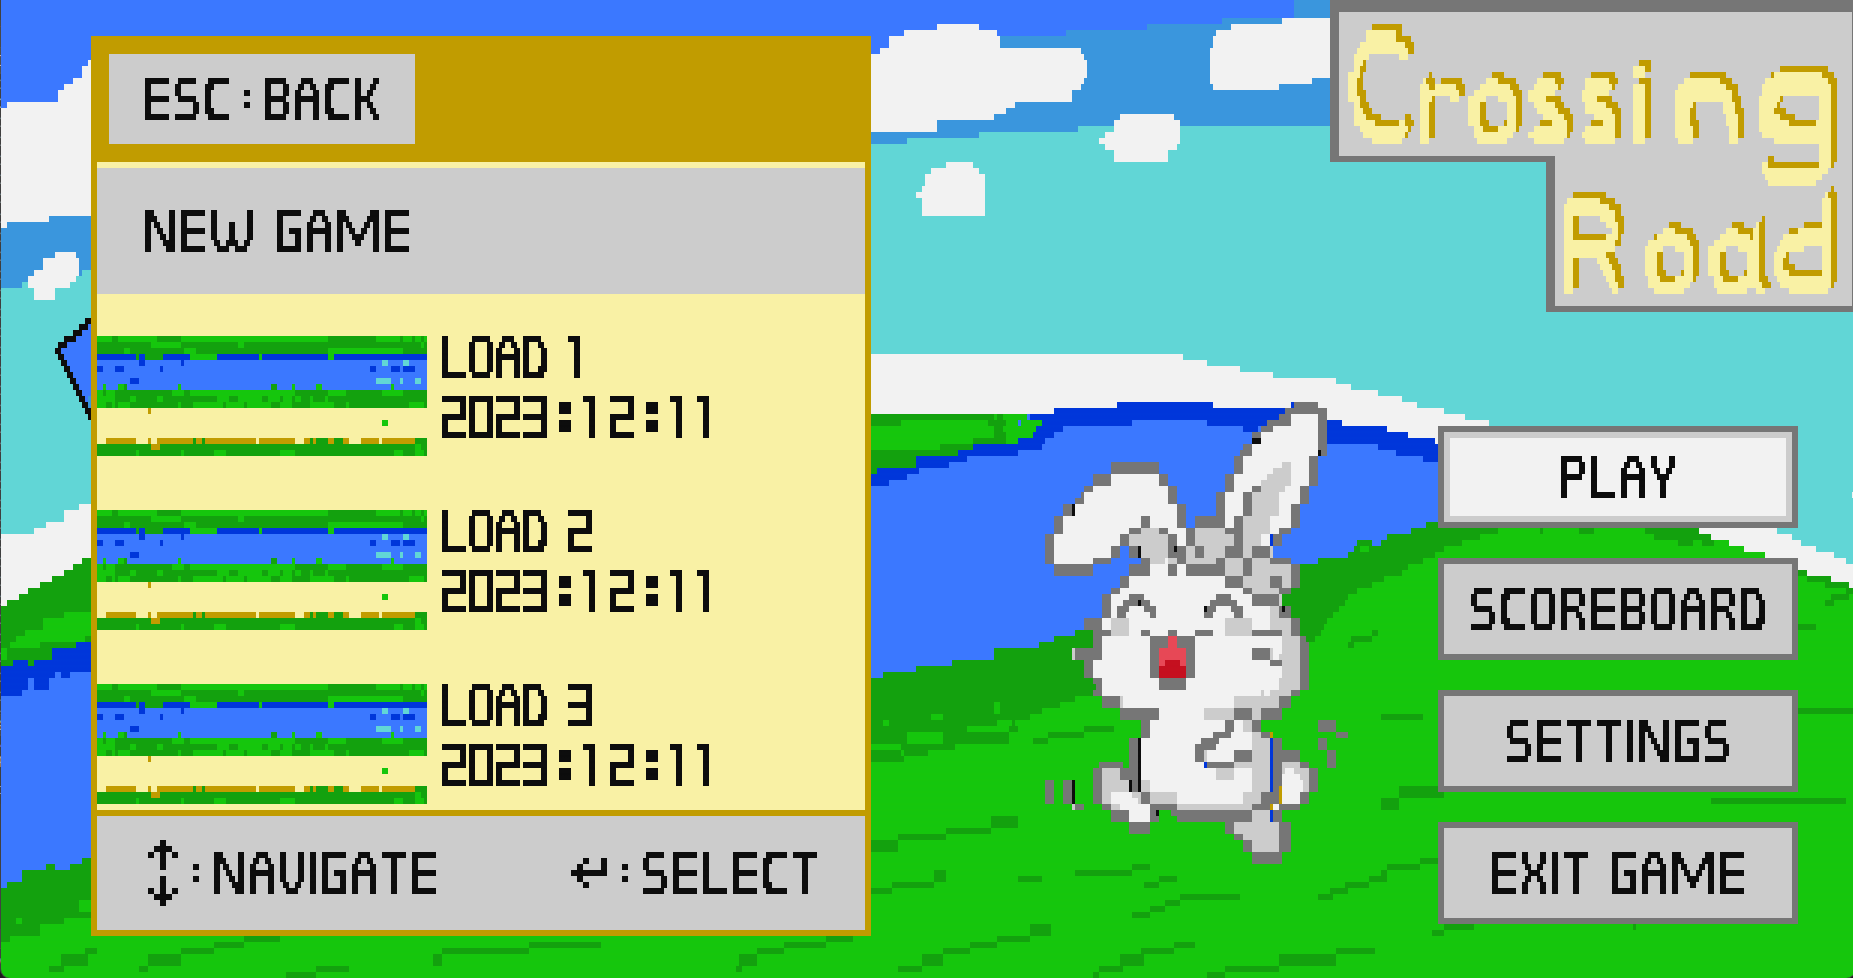 ESC:BACK
NEW GAME
LOAD 1
2023:12:11
LOAD 2
2023:12:11
LOAD 3
2023:12:11
↕:NAVIGATE ↵:SELECT
Crossing
Road
PLAY
SCOREBOARD
SETTINGS
EXIT GAME